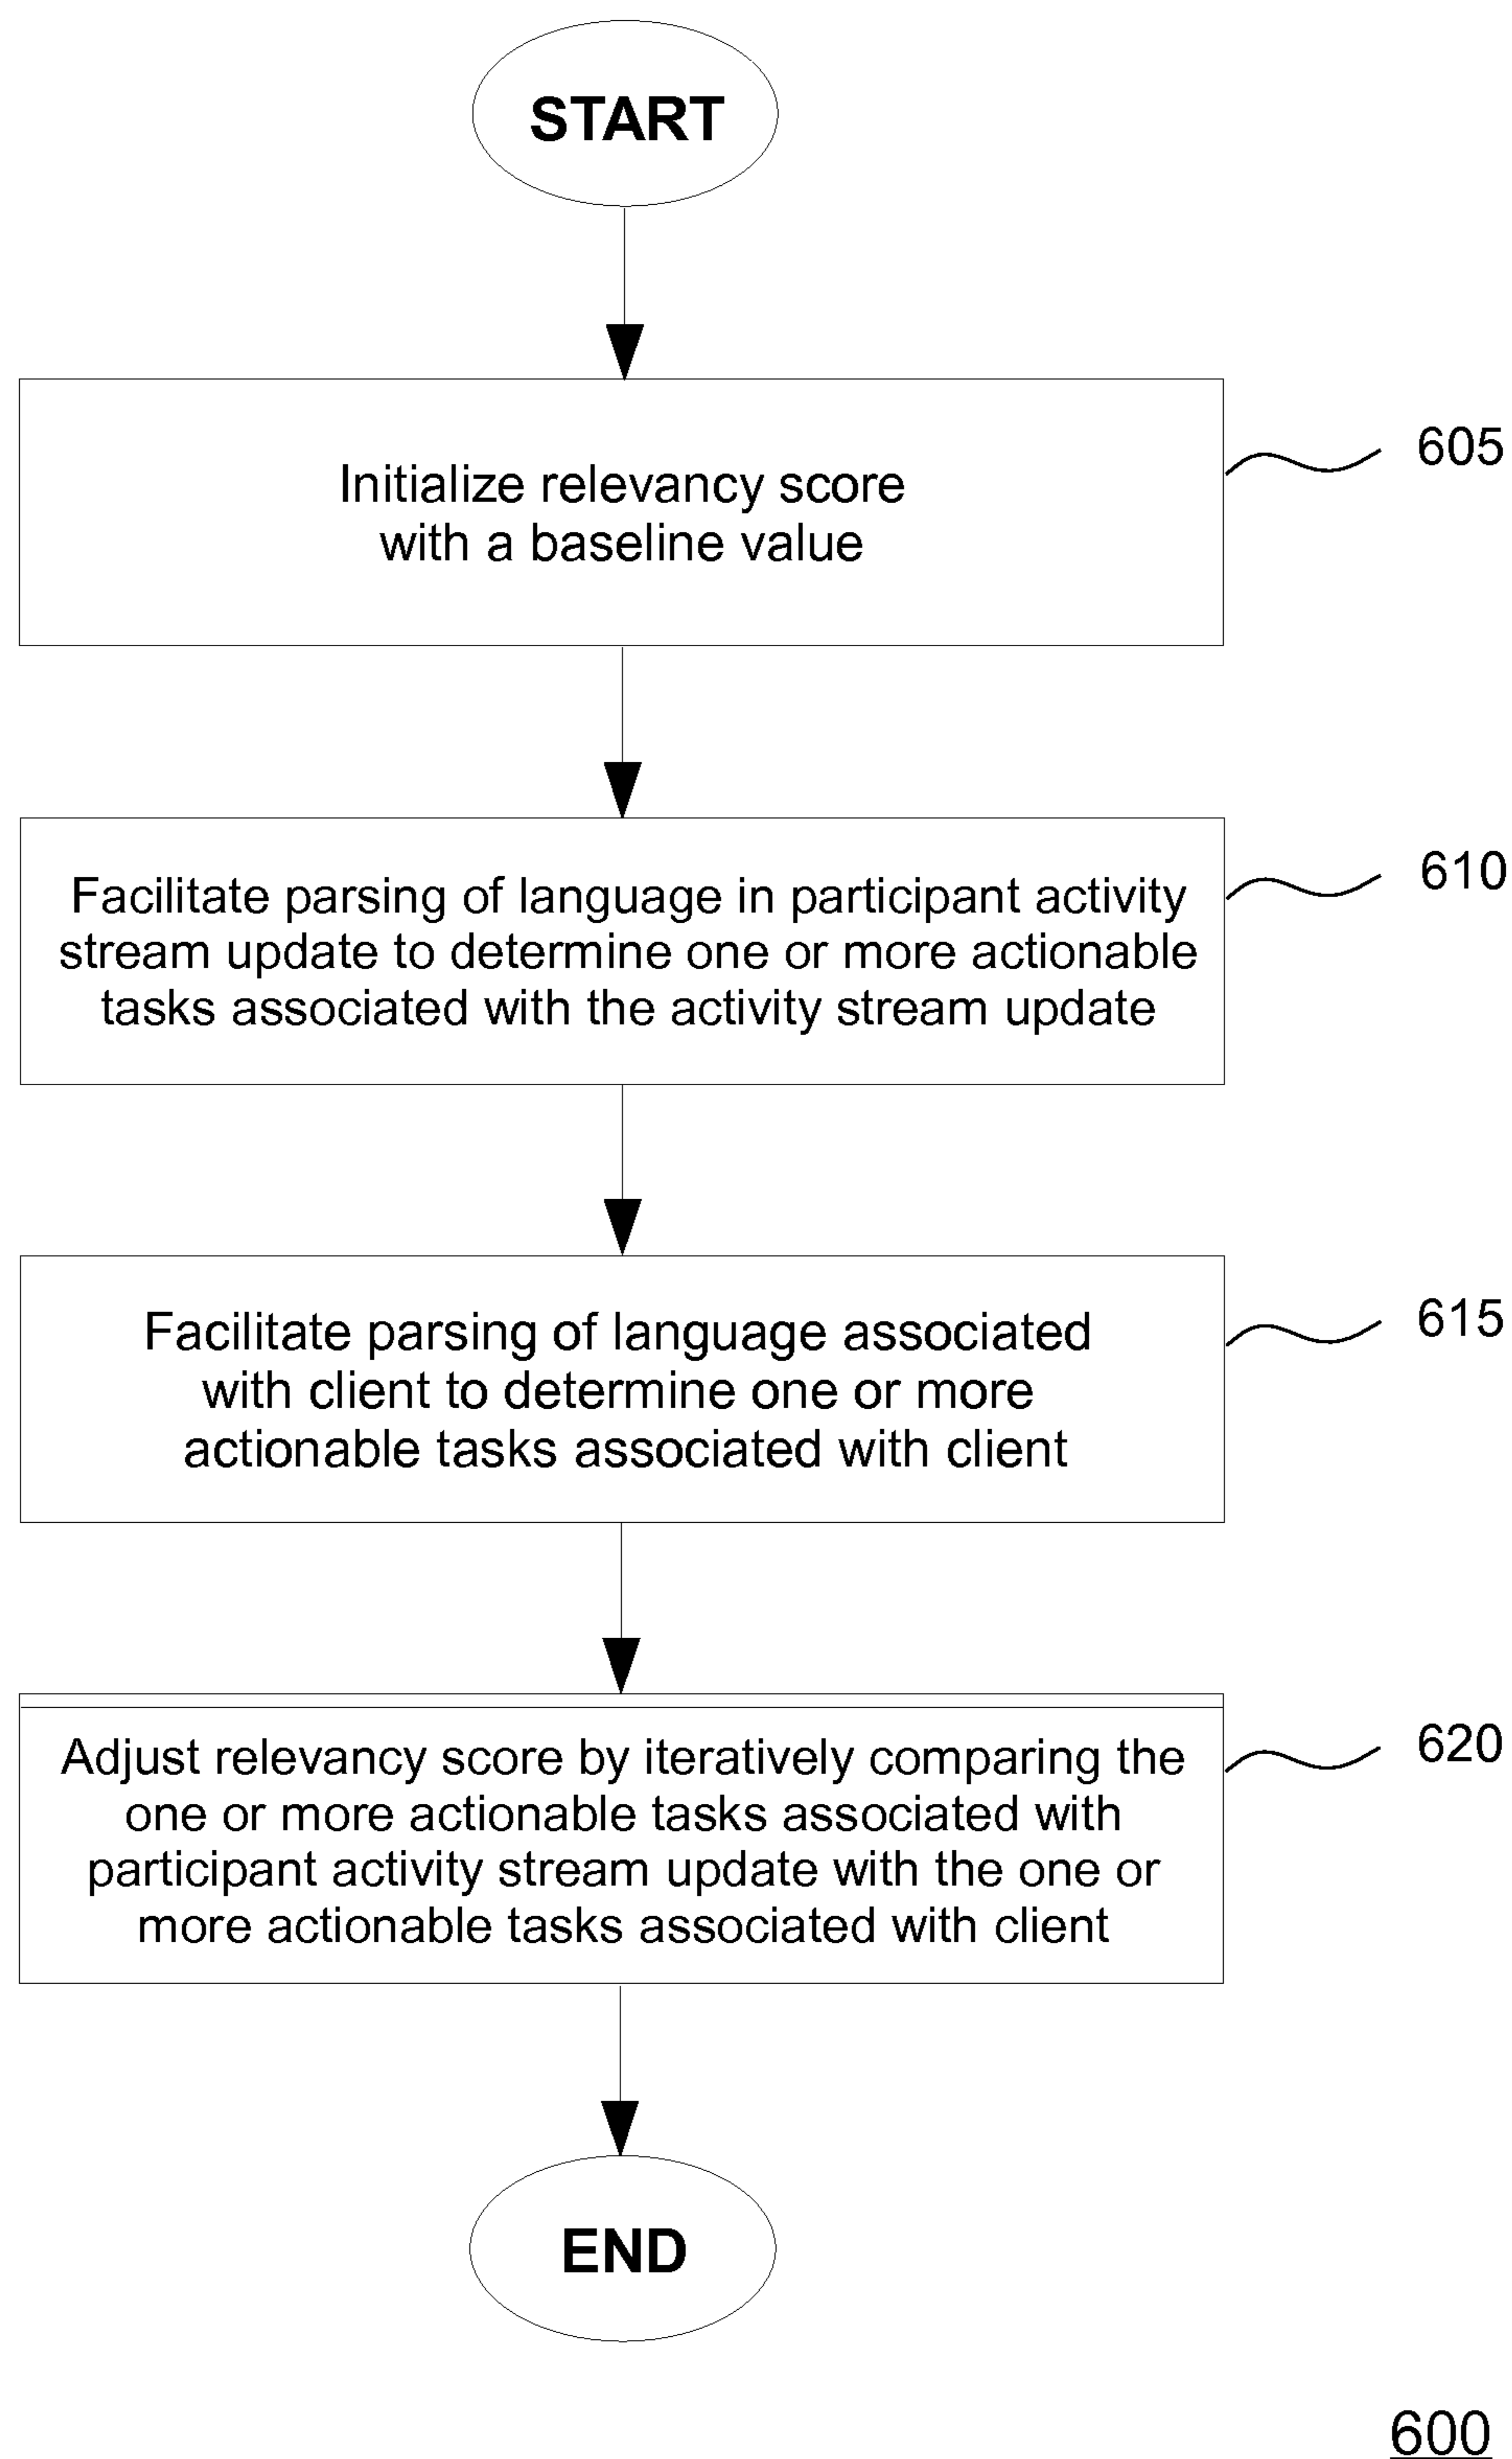 START
Initialize relevancy score
with a baseline value
605
Facilitate parsing of language in participant activity
stream update to determine one or more actionable
tasks associated with the activity stream update
610
Facilitate parsing of language associated
with client to determine one or more
actionable tasks associated with client
615
Adjust relevancy score by iteratively comparing the
one or more actionable tasks associated with
participant activity stream update with the one or
more actionable tasks associated with client
620
END
600